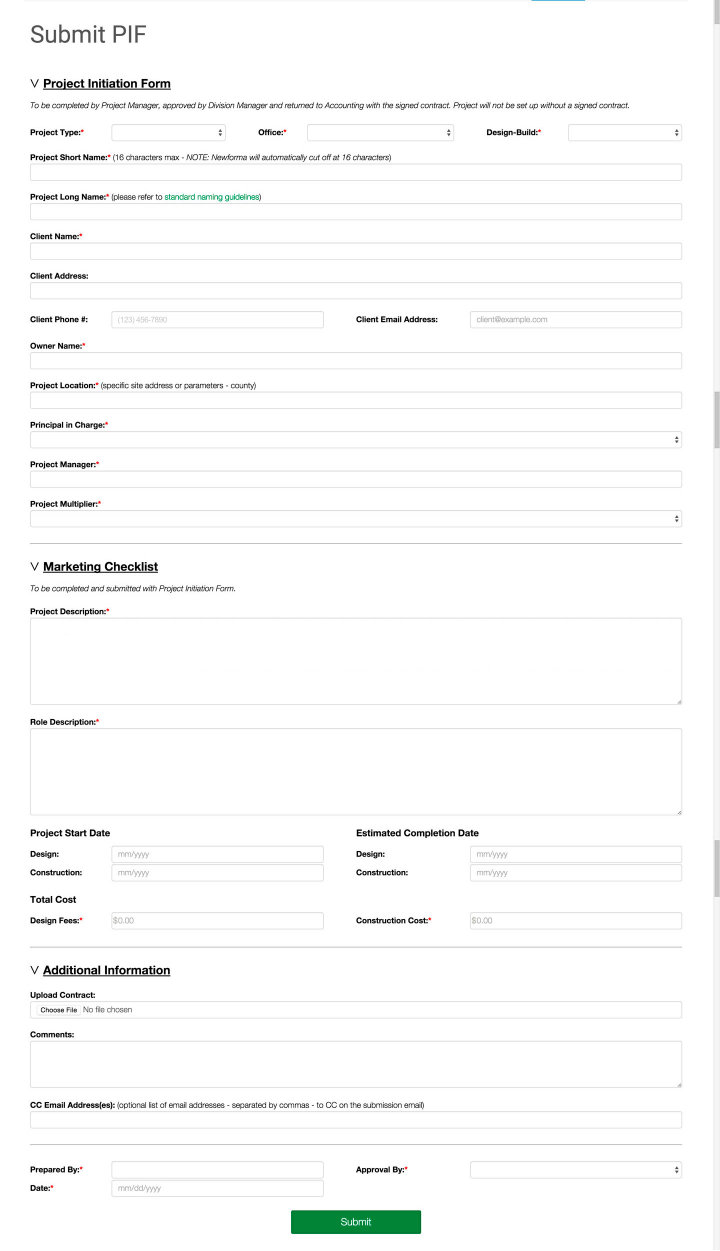 Submit PIF
V Project Initiation Form
To be completed by Project Manager, approved by Division Manager and returned to Accounting with the signed contract. Project will not be set up without a signed contract.
Project Type:* Office:* Design-Build:*
Project Short Name:* (16 characters max - NOTE: Newforma will automatically cut off at 16 characters)
Project Long Name:* (please refer to standard naming guidelines)
Client Name:*
Client Address:
Client Phone #: (123) 456-7890 Client Email Address: client@example.com
Owner Name:*
Project Location:* (specific site address or parameters - county)
Principal in Charge:*
Project Manager:*
Project Multiplier:*
V Marketing Checklist
To be completed and submitted with Project Initiation Form.
Project Description:*
Role Description:*
Project Start Date Estimated Completion Date
Design: mm/yyyy Design: mm/yyyy
Construction: mm/yyyy Construction: mm/yyyy
Total Cost
Design Fees:* $0.00 Construction Cost:* $0.00
V Additional Information
Upload Contract:
Choose File No file chosen
Comments:
CC Email Address(es): (optional list of email addresses - separated by commas - to CC on the submission email)
Prepared By:* Approval By:*
Date:* mm/dd/yyyy
Submit